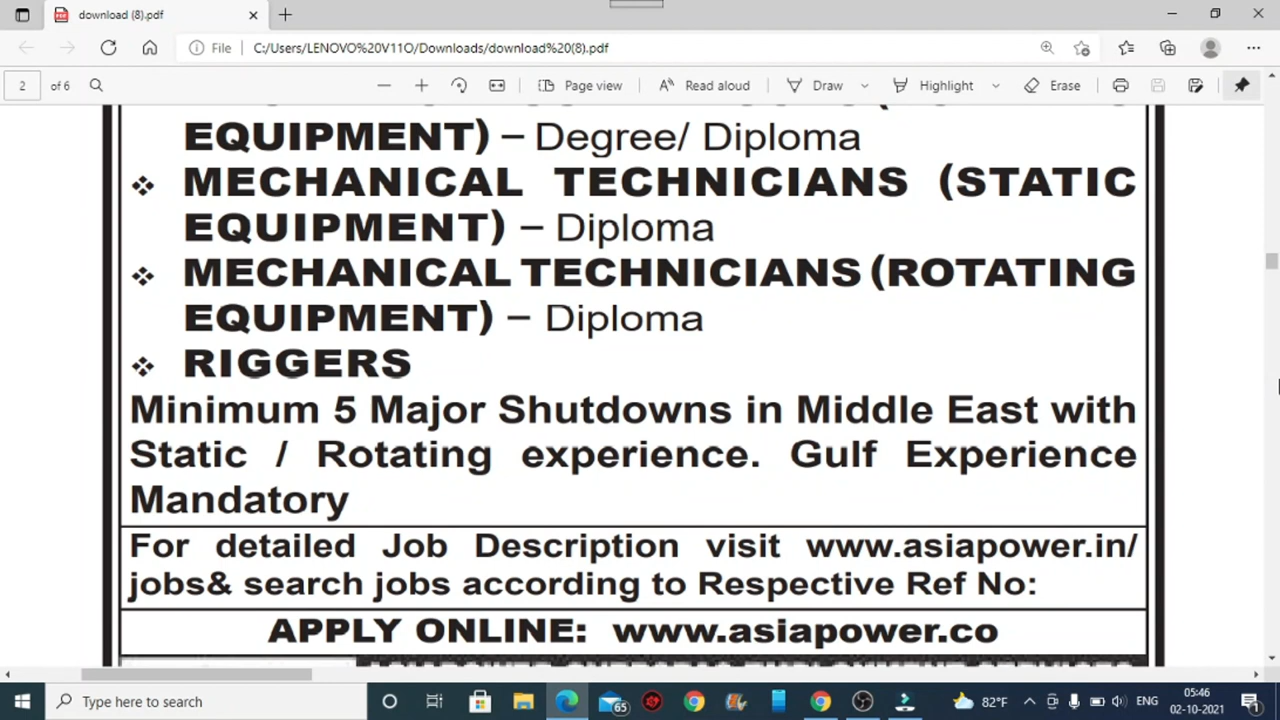 download (8).pdf
File C:/Users/LENOVO%20V11O/Downloads/download%20(8).pdf
2 of 6 Page view Read aloud Draw Highlight Erase
EQUIPMENT) – Degree/ Diploma
❖ MECHANICAL TECHNICIANS (STATIC
EQUIPMENT) – Diploma
❖ MECHANICAL TECHNICIANS (ROTATING
EQUIPMENT) – Diploma
❖ RIGGERS
Minimum 5 Major Shutdowns in Middle East with
Static / Rotating experience. Gulf Experience
Mandatory
For detailed Job Description visit www.asiapower.in/
jobs& search jobs according to Respective Ref No:
APPLY ONLINE: www.asiapower.co
Type here to search 65 82°F ENG 05:46
02-10-2021 1